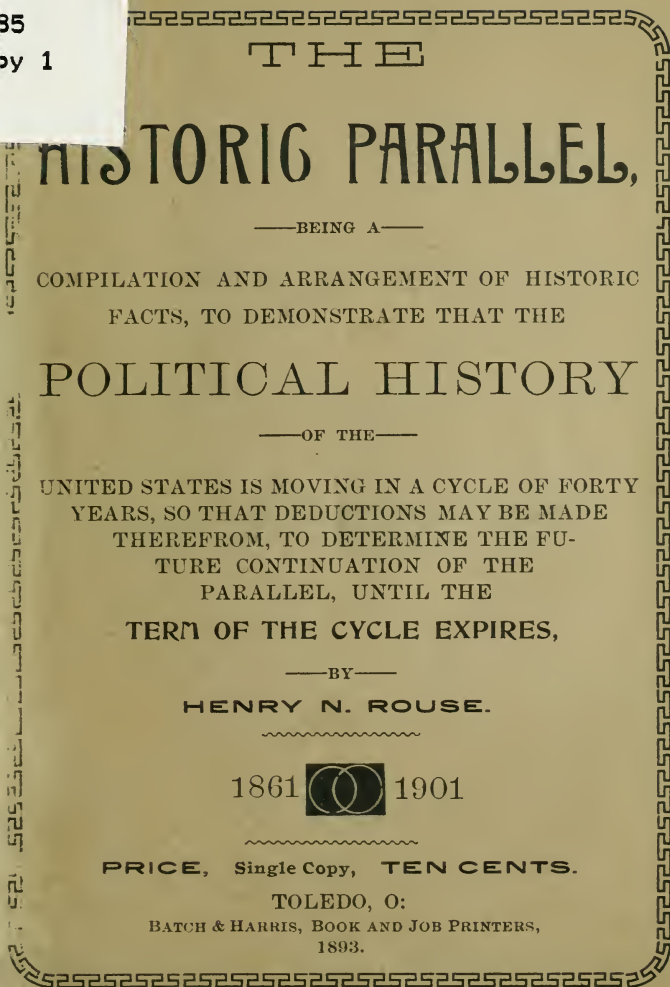 35
py 1
THE
HISTORIC PARALLEL,
—BEING A—
COMPILATION AND ARRANGEMENT OF HISTORIC
FACTS, TO DEMONSTRATE THAT THE
POLITICAL HISTORY
—OF THE—
UNITED STATES IS MOVING IN A CYCLE OF FORTY
YEARS, SO THAT DEDUCTIONS MAY BE MADE
THEREFROM, TO DETERMINE THE FU-
TURE CONTINUATION OF THE
PARALLEL, UNTIL THE
TERM OF THE CYCLE EXPIRES,
—BY—
HENRY N. ROUSE.
1861 1901
PRICE, Single Copy, TEN CENTS.
TOLEDO, O:
BATCH & HARRIS, BOOK AND JOB PRINTERS,
1893.